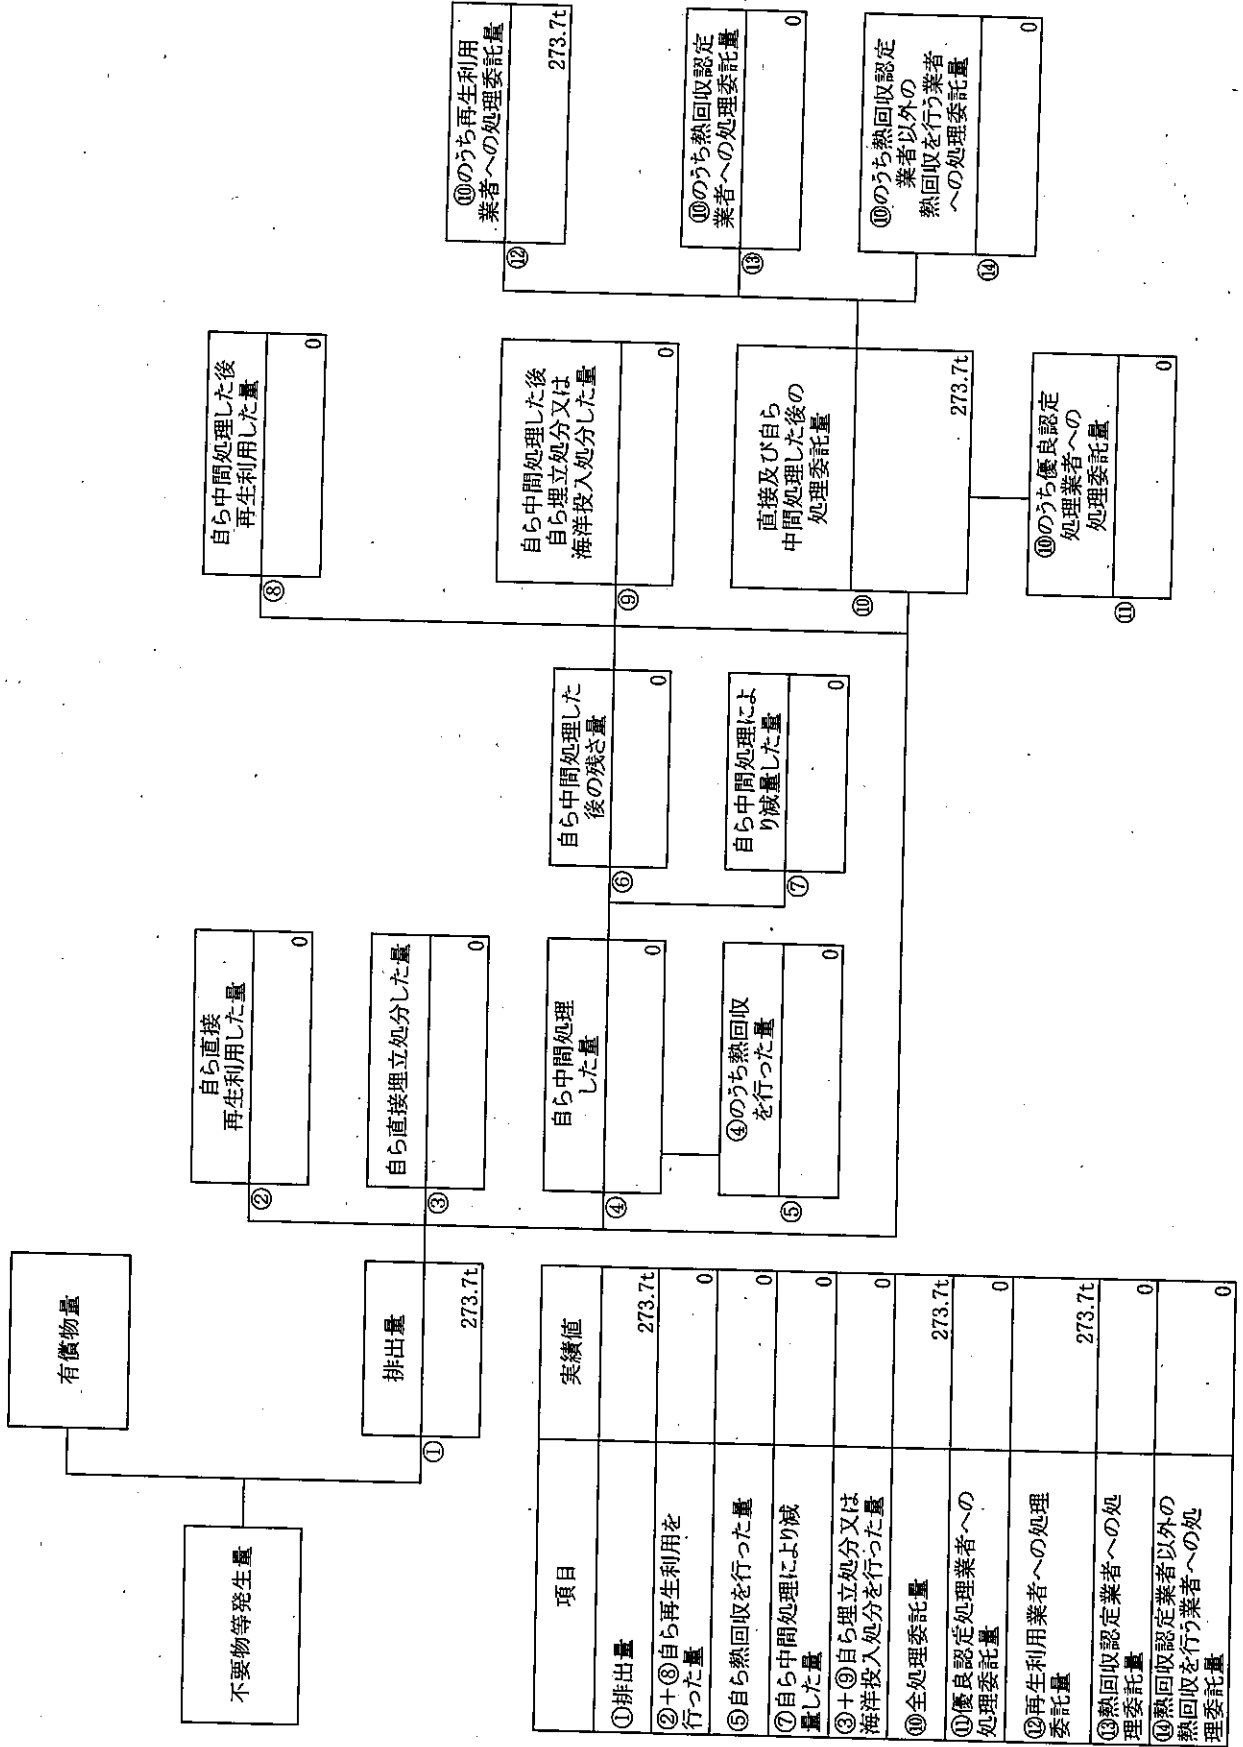 有償物量
不要物等発生量
排出量
①
273.7t
自ら直接
再生利用した量
②
0
自ら直接埋立処分した量
③
0
自ら中間処理
した量
④
0
④のうち熱回収
を行った量
⑤
0
自ら中間処理した
後の残さ量
⑥
0
自ら中間処理によ
り減量した量
⑦
0
自ら中間処理した後
再生利用した量
⑧
0
自ら中間処理した後
自ら埋立処分又は
海洋投入処分した量
⑨
0
直接及び自ら
中間処理した後の
処理委託量
⑩
273.7t
⑩のうち優良認定
処理業者への
処理委託量
⑪
0
⑩のうち再生利用
業者への処理委託量
⑫
273.7t
⑩のうち熱回収認定
業者への処理委託量
⑬
0
⑩のうち熱回収認定
業者以外の
熱回収を行う業者
への処理委託量
⑭
0
項目 実績値
①排出量 273.7t
②+⑧自ら再生利用を
行った量 0
⑤自ら熱回収を行った量 0
⑦自ら中間処理により減
量した量 0
③+⑨自ら埋立処分又は
海洋投入処分を行った量 0
⑩全処理委託量 273.7t
⑪優良認定処理業者への
処理委託量 0
⑫再生利用業者への処理
委託量 273.7t
⑬熱回収認定業者への処
理委託量 0
⑭熱回収認定業者以外の
熱回収を行う業者への処
理委託量 0